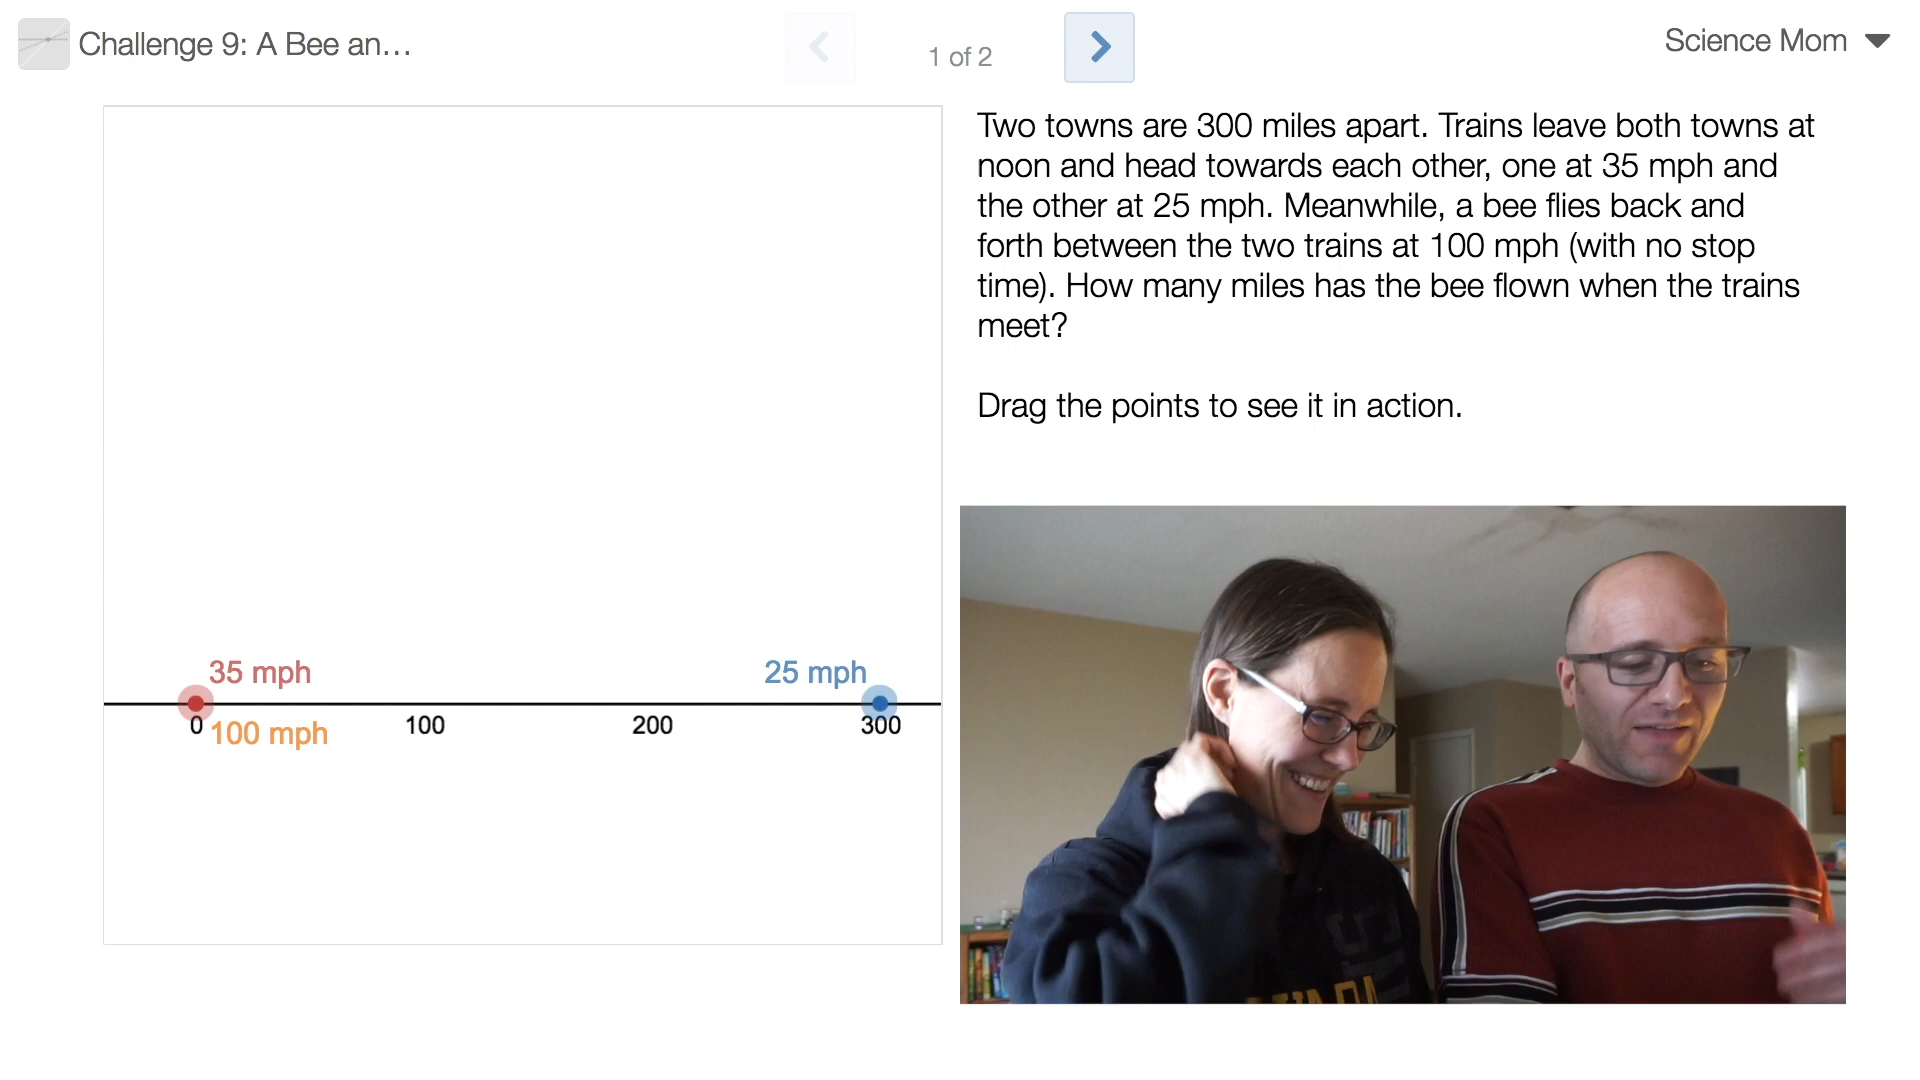 Challenge 9: A Bee an...
1 of 2
Science Mom
Two towns are 300 miles apart. Trains leave both towns at
noon and head towards each other, one at 35 mph and
the other at 25 mph. Meanwhile, a bee flies back and
forth between the two trains at 100 mph (with no stop
time). How many miles has the bee flown when the trains
meet?
Drag the points to see it in action.
35 mph
25 mph
0
100
200
300
100 mph